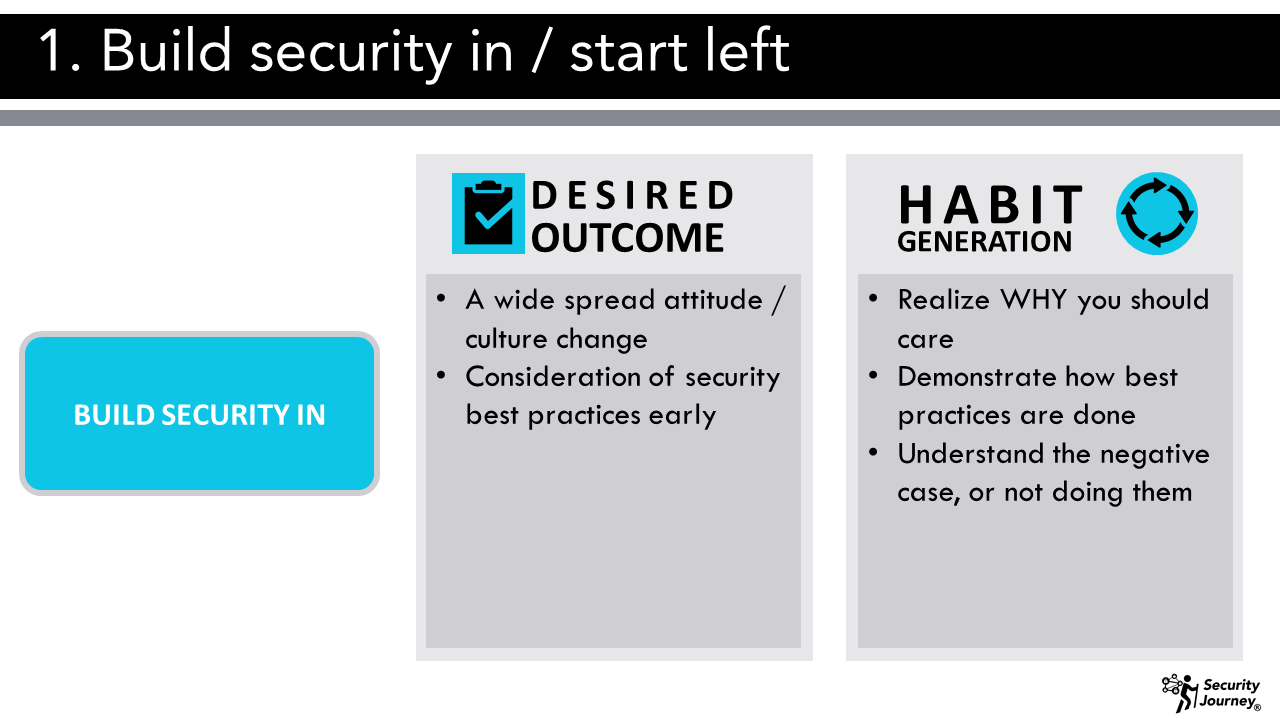 1. Build security in / start left
BUILD SECURITY IN
DESIRED
OUTCOME
• A wide spread attitude /
culture change
• Consideration of security
best practices early
HABIT
GENERATION
• Realize WHY you should
care
• Demonstrate how best
practices are done
• Understand the negative
case, or not doing them
Security
Journey®